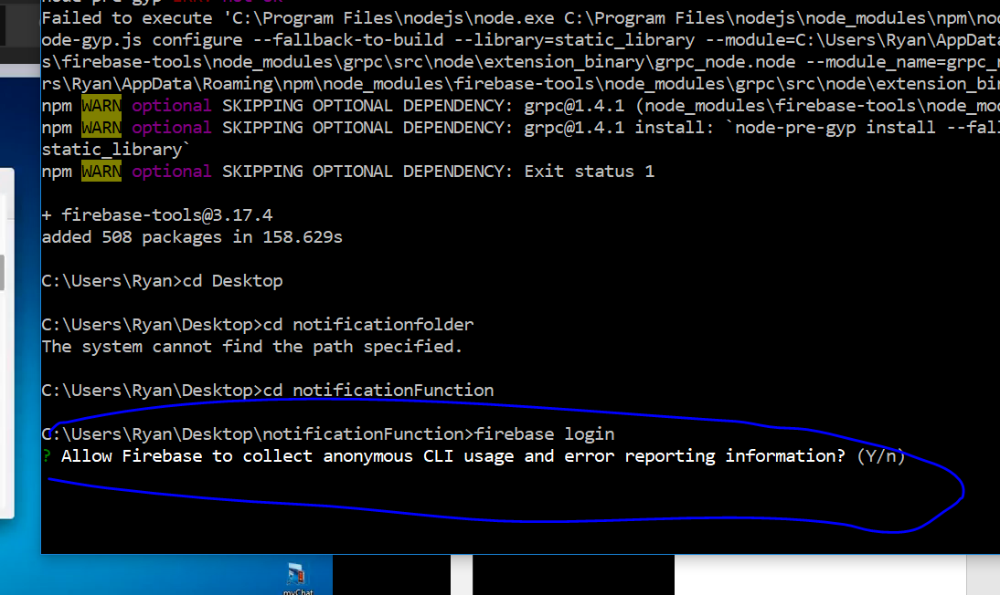 Failed to execute 'C:\Program Files\nodejs\node.exe C:\Program Files\nodejs\node_modules\npm\no
ode-gyp.js configure --fallback-to-build --library=static_library --module=C:\Users\Ryan\AppData
s\firebase-tools\node_modules\grpc\src\node\extension_binary\grpc_node.node --module_name=grpc_
rs\Ryan\AppData\Roaming\npm\node_modules\firebase-tools\node_modules\grpc\src\node\extension_bi
npm WARN optional SKIPPING OPTIONAL DEPENDENCY: grpc@1.4.1 (node_modules\firebase-tools\node_mo
npm WARN optional SKIPPING OPTIONAL DEPENDENCY: grpc@1.4.1 install: `node-pre-gyp install --fal
static_library`
npm WARN optional SKIPPING OPTIONAL DEPENDENCY: Exit status 1
+ firebase-tools@3.17.4
added 508 packages in 158.629s
C:\Users\Ryan>cd Desktop
C:\Users\Ryan\Desktop>cd notificationfolder
The system cannot find the path specified.
C:\Users\Ryan\Desktop>cd notificationFunction
C:\Users\Ryan\Desktop\notificationFunction>firebase login
? Allow Firebase to collect anonymous CLI usage and error reporting information? (Y/n)
myChat